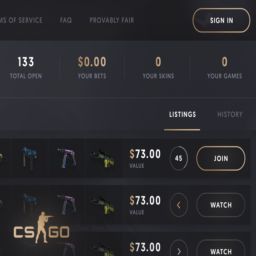 MS OF SERVICE FAQ PROVABLY FAIR SIGN IN
133 $0.00 0 0
TOTAL OPEN YOUR BETS YOUR SKINS YOUR GAMES
LISTINGS HISTORY
$73.00 45 JOIN
VALUE
$73.00 WATCH
VALUE
CS GO
$73.00 WATCH